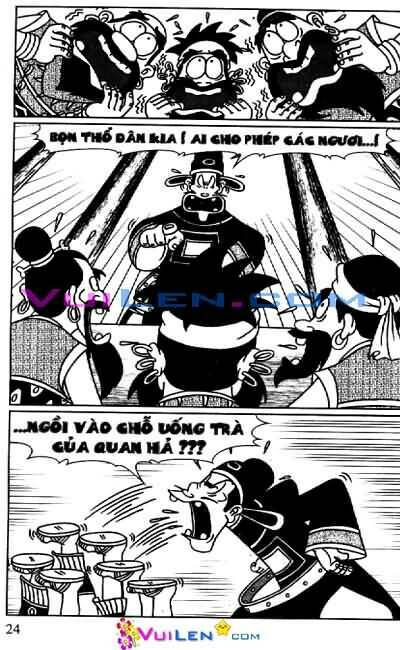 BỌN THỔ DÂN KIA ! AI CHO PHÉP CÁC NGƯƠI...!
VUILEN.COM
...NGỒI VÀO CHỖ UỐNG TRÀ
CỦA QUAN HẢ ???
24
VUILEN.COM